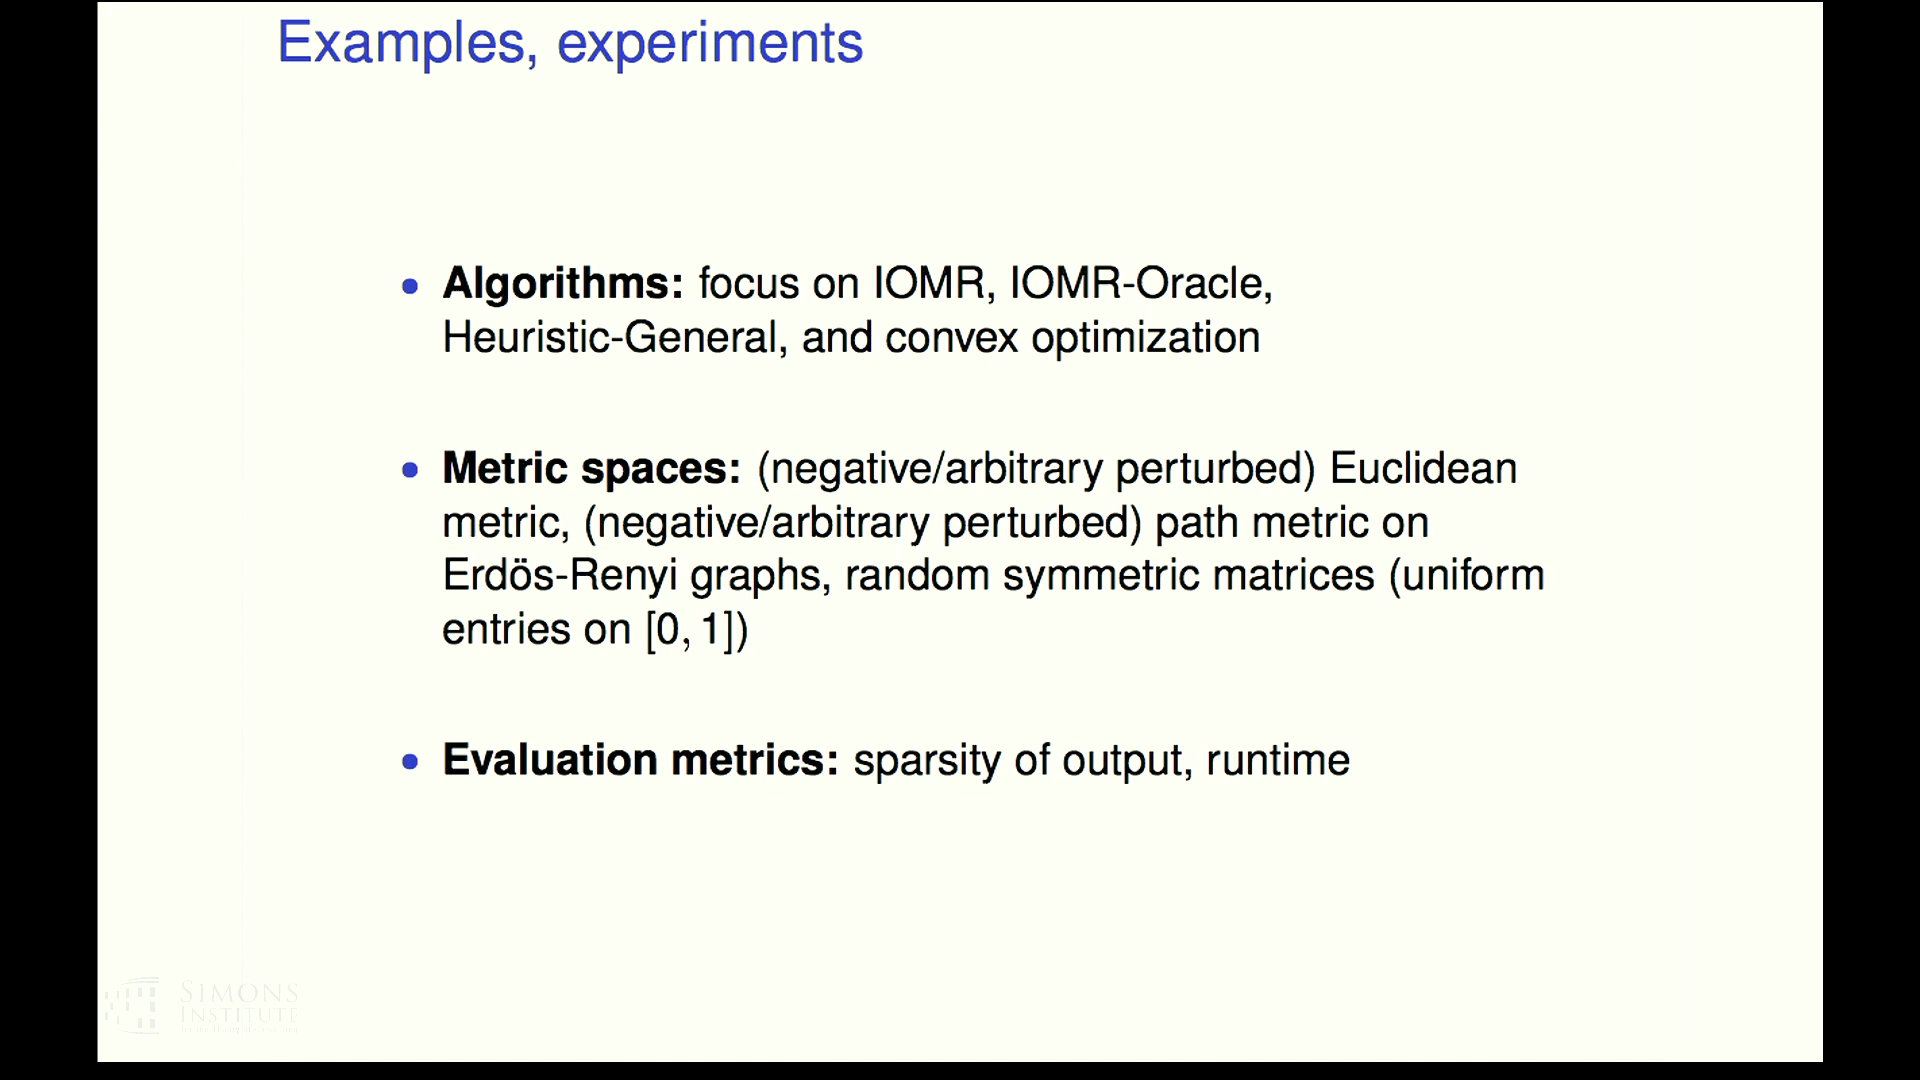 Examples, experiments
• Algorithms: focus on IOMR, IOMR-Oracle,
Heuristic-General, and convex optimization
• Metric spaces: (negative/arbitrary perturbed) Euclidean
metric, (negative/arbitrary perturbed) path metric on
Erdös-Renyi graphs, random symmetric matrices (uniform
entries on [0, 1])
• Evaluation metrics: sparsity of output, runtime
SIMONS
INSTITUTE